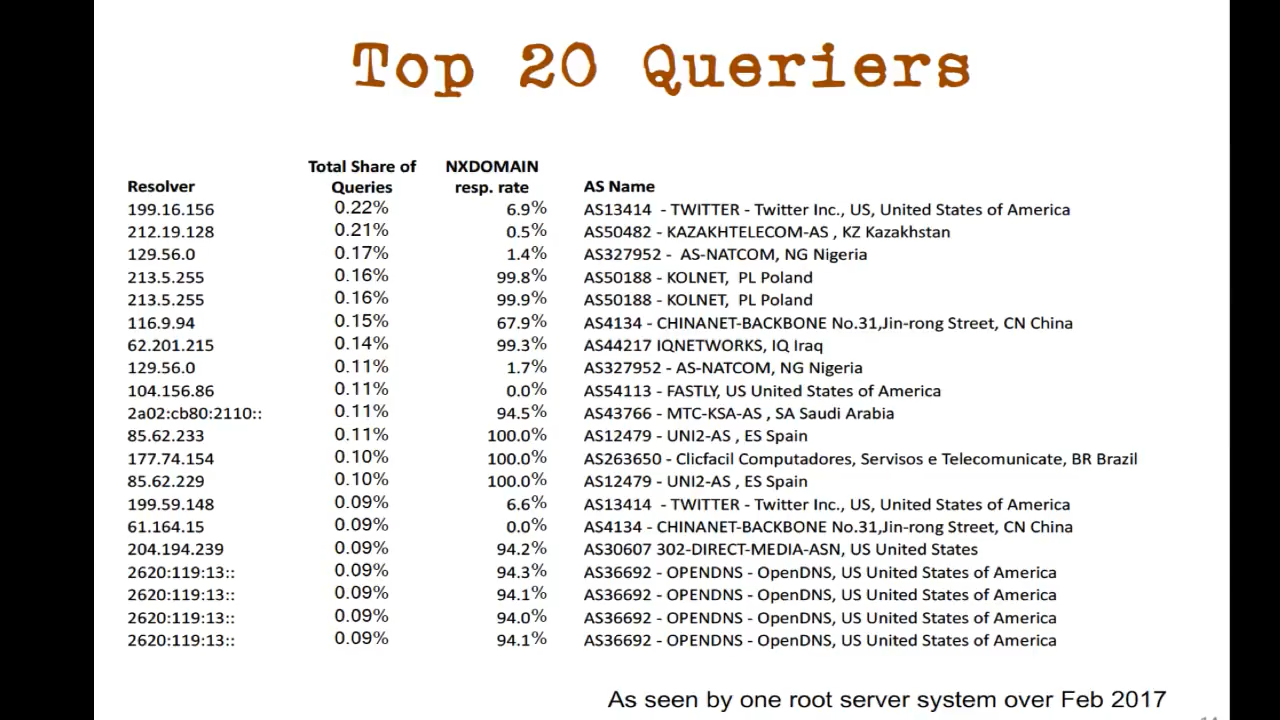 Top 20 Queriers
Resolver Total Share of Queries NXDOMAIN resp. rate AS Name
199.16.156 0.22% 6.9% AS13414 - TWITTER - Twitter Inc., US, United States of America
212.19.128 0.21% 0.5% AS50482 - KAZAKHTELECOM-AS , KZ Kazakhstan
129.56.0 0.17% 1.4% AS327952 - AS-NATCOM, NG Nigeria
213.5.255 0.16% 99.8% AS50188 - KOLNET, PL Poland
213.5.255 0.16% 99.9% AS50188 - KOLNET, PL Poland
116.9.94 0.15% 67.9% AS4134 - CHINANET-BACKBONE No.31,Jin-rong Street, CN China
62.201.215 0.14% 99.3% AS44217 IQNETWORKS, IQ Iraq
129.56.0 0.11% 1.7% AS327952 - AS-NATCOM, NG Nigeria
104.156.86 0.11% 0.0% AS54113 - FASTLY, US United States of America
2a02:cb80:2110:: 0.11% 94.5% AS43766 - MTC-KSA-AS , SA Saudi Arabia
85.62.233 0.11% 100.0% AS12479 - UNI2-AS , ES Spain
177.74.154 0.10% 100.0% AS263650 - Clicfacil Computadores, Servisos e Telecomunicate, BR Brazil
85.62.229 0.10% 100.0% AS12479 - UNI2-AS , ES Spain
199.59.148 0.09% 6.6% AS13414 - TWITTER - Twitter Inc., US, United States of America
61.164.15 0.09% 0.0% AS4134 - CHINANET-BACKBONE No.31,Jin-rong Street, CN China
204.194.239 0.09% 94.2% AS30607 302-DIRECT-MEDIA-ASN, US United States
2620:119:13:: 0.09% 94.3% AS36692 - OPENDNS - OpenDNS, US United States of America
2620:119:13:: 0.09% 94.1% AS36692 - OPENDNS - OpenDNS, US United States of America
2620:119:13:: 0.09% 94.0% AS36692 - OPENDNS - OpenDNS, US United States of America
2620:119:13:: 0.09% 94.1% AS36692 - OPENDNS - OpenDNS, US United States of America
As seen by one root server system over Feb 2017